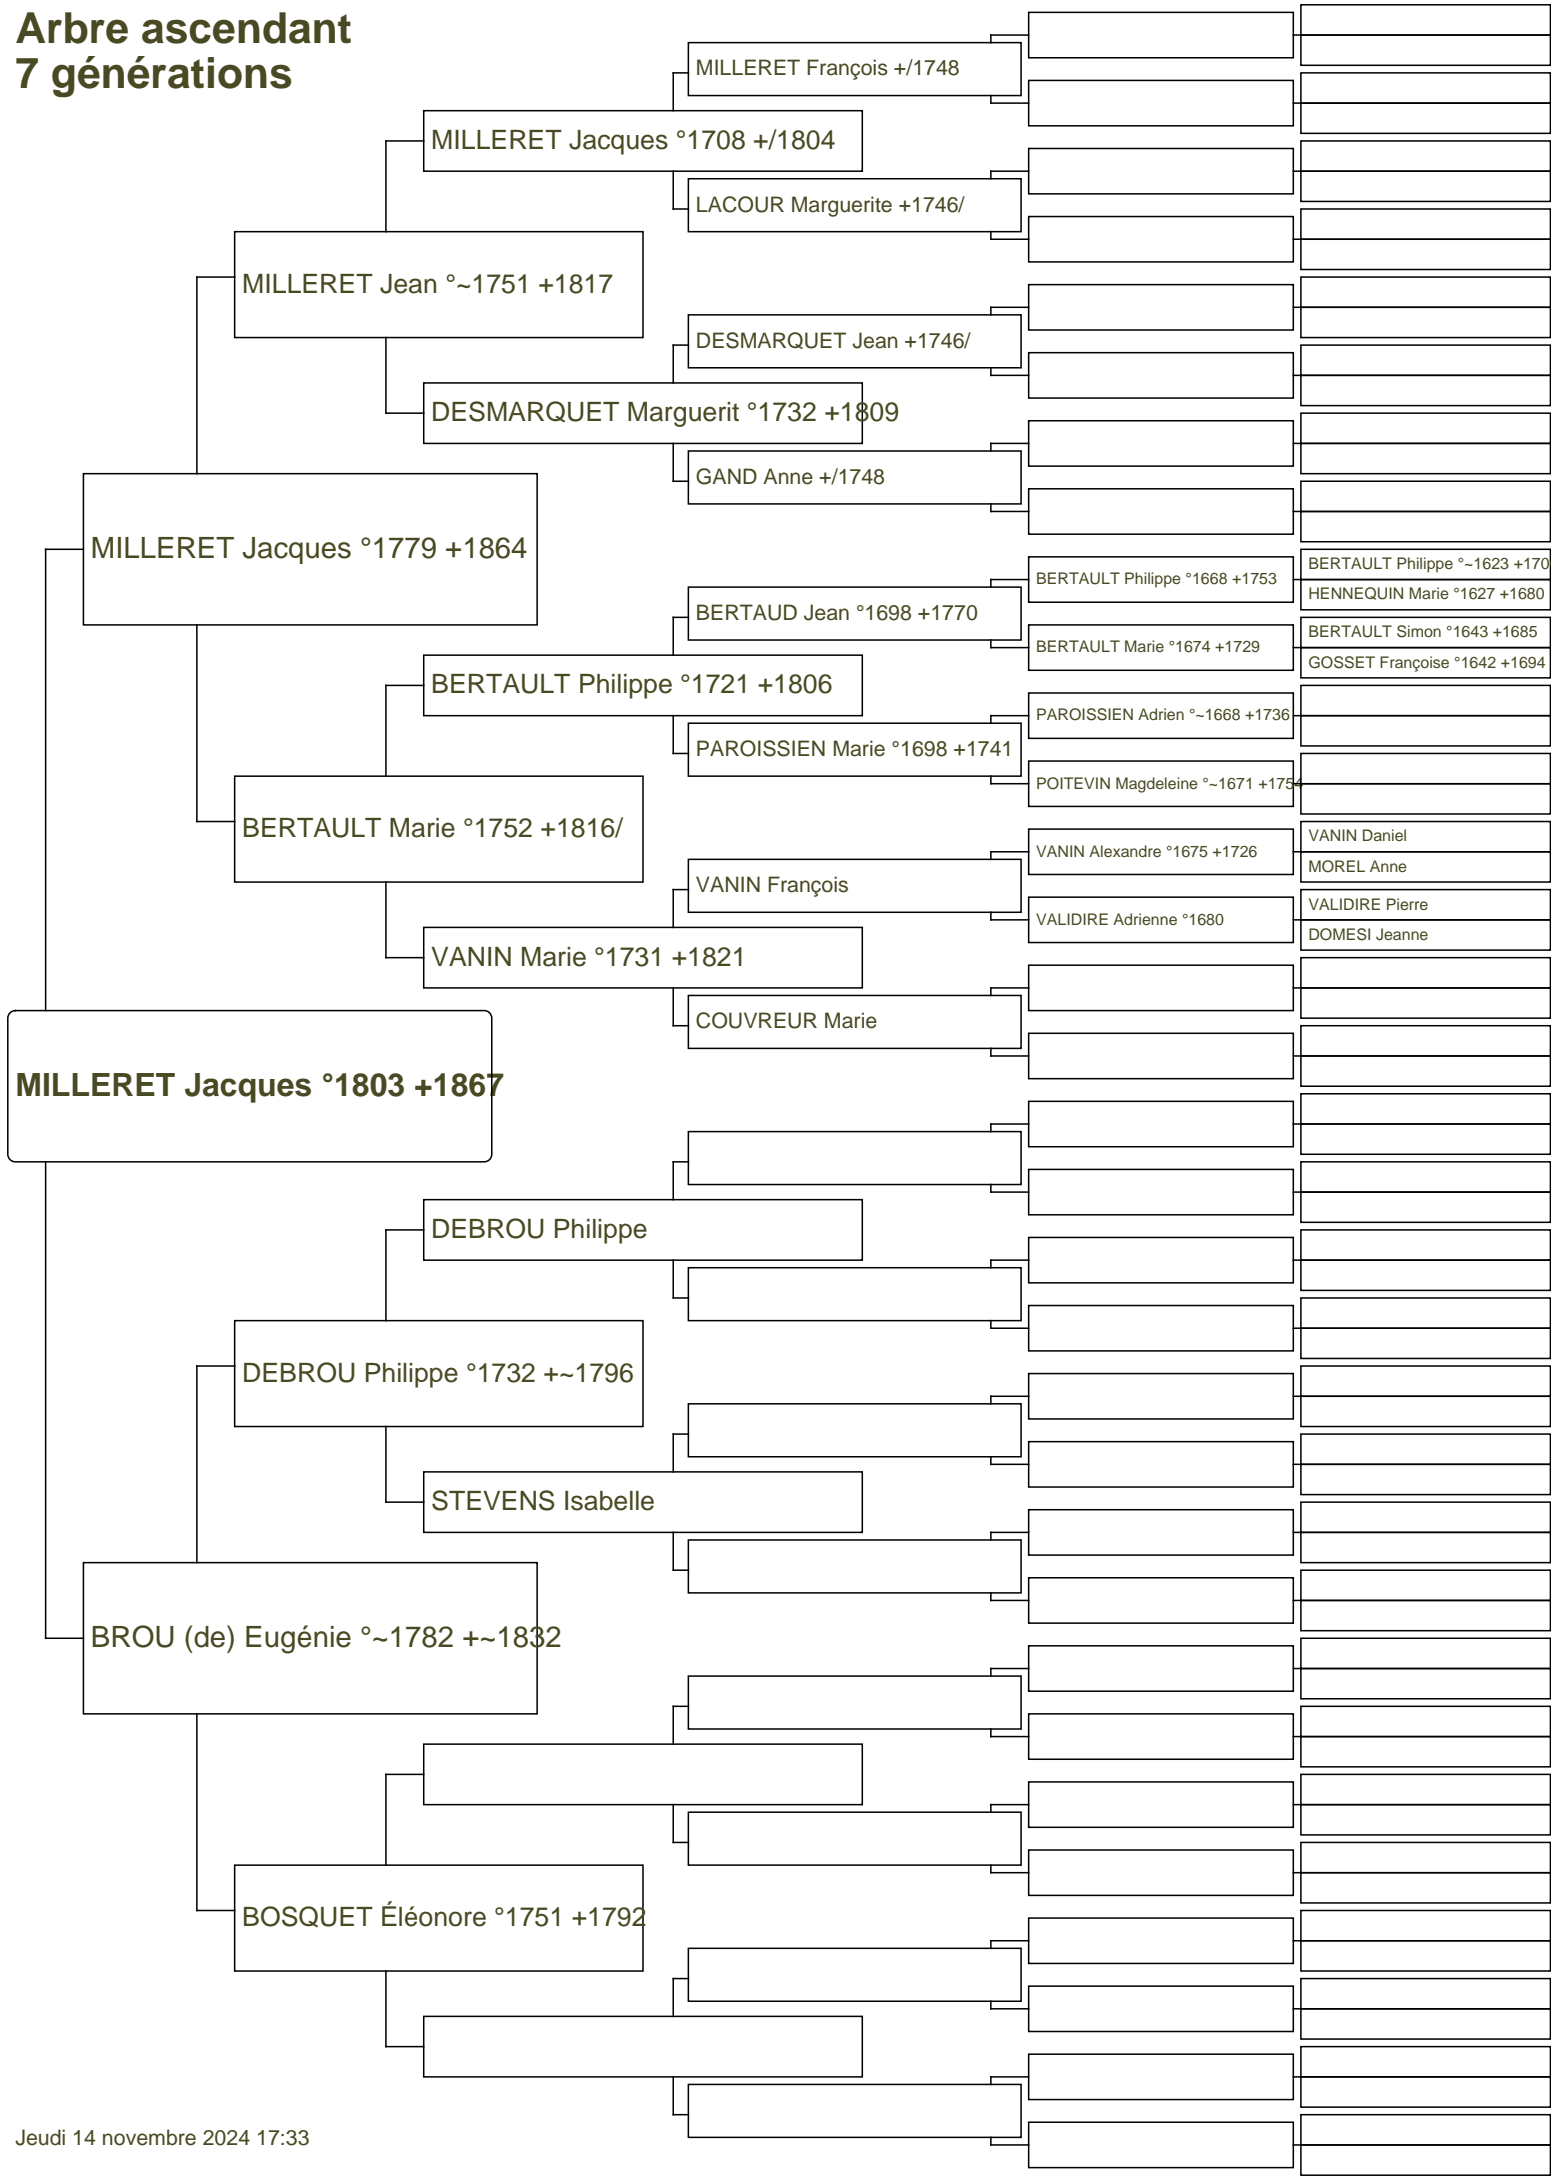 Arbre ascendant
7 générations
MILLERET François +/1748
MILLERET Jacques °1708 +/1804
LACOUR Marguerite +1746/
MILLERET Jean °~1751 +1817
DESMARQUET Jean +1746/
DESMARQUET Marguerit °1732 +1809
GAND Anne +/1748
MILLERET Jacques °1779 +1864
BERTAULT Philippe °~1623 +170
BERTAULT Philippe °1668 +1753
HENNEQUIN Marie °1627 +1680
BERTAUD Jean °1698 +1770
BERTAULT Simon °1643 +1685
BERTAULT Marie °1674 +1729
GOSSET Françoise °1642 +1694
BERTAULT Philippe °1721 +1806
PAROISSIEN Adrien °~1668 +1736
PAROISSIEN Marie °1698 +1741
POITEVIN Magdeleine °~1671 +1754
BERTAULT Marie °1752 +1816/
VANIN Daniel
VANIN Alexandre °1675 +1726
MOREL Anne
VANIN François
VALIDIRE Pierre
VALIDIRE Adrienne °1680
DOMESI Jeanne
VANIN Marie °1731 +1821
COUVREUR Marie
MILLERET Jacques °1803 +1867
DEBROU Philippe
DEBROU Philippe °1732 +~1796
STEVENS Isabelle
BROU (de) Eugénie °~1782 +~1832
BOSQUET Éléonore °1751 +1792
Jeudi 14 novembre 2024 17:33